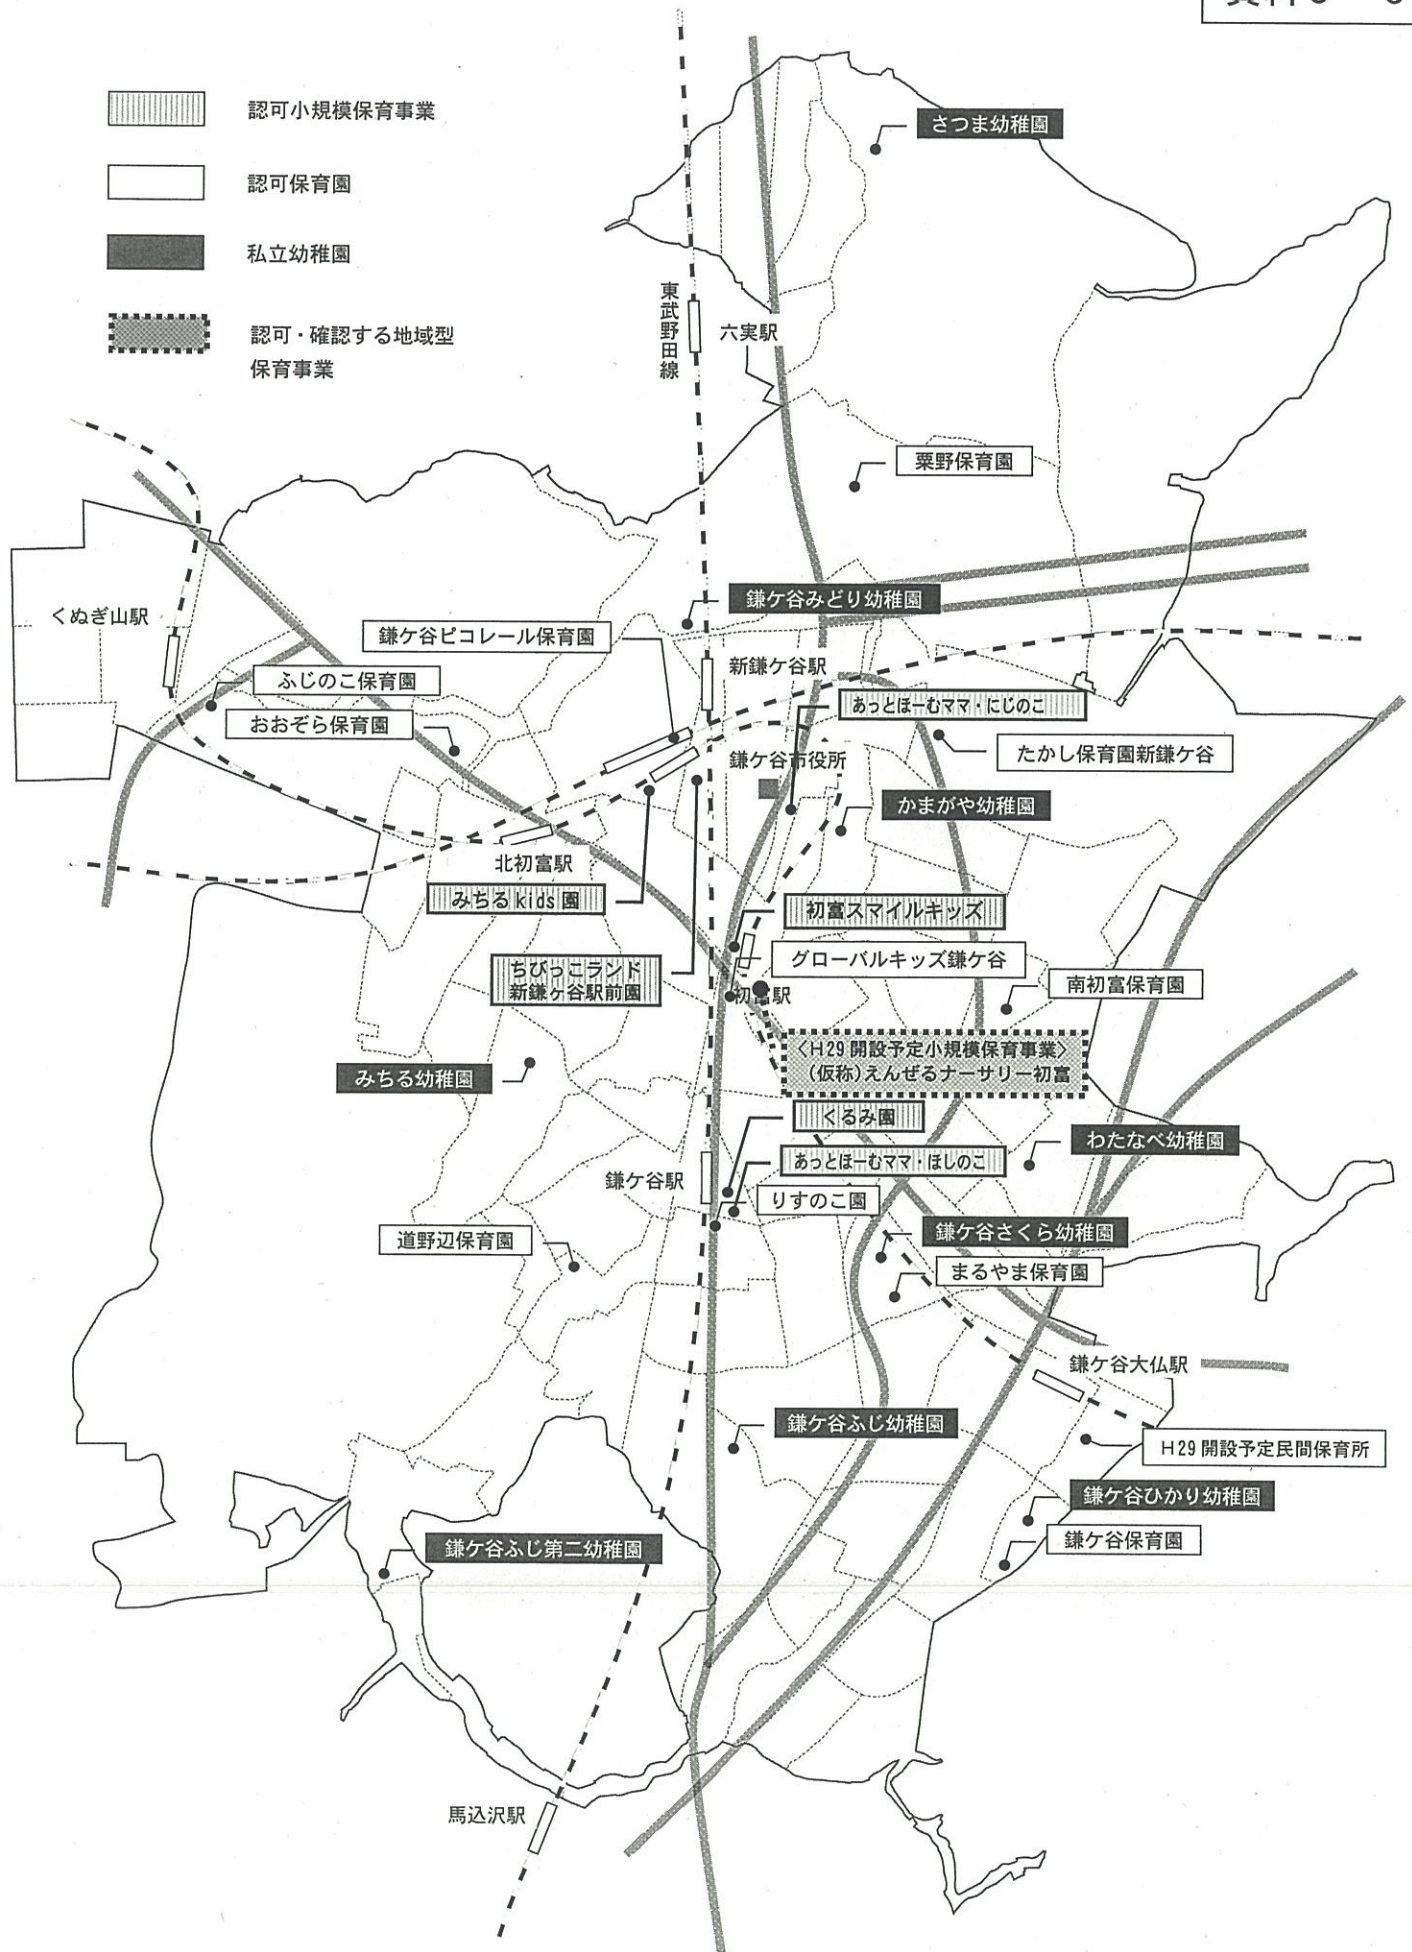 認可小規模保育事業
認可保育園
私立幼稚園
認可・確認する地域型
保育事業
さつま幼稚園
東武野田線
六実駅
粟野保育園
くぬぎ山駅
鎌ケ谷みどり幼稚園
鎌ケ谷ピコレール保育園
新鎌ケ谷駅
ふじのこ保育園
おおぞら保育園
あっとほーむママ・にじのこ
たかし保育園新鎌ケ谷
鎌ケ谷市役所
かまがや幼稚園
北初富駅
みちるkids園
初富スマイルキッズ
グローバルキッズ鎌ケ谷
ちびっこランド
新鎌ヶ谷駅前園
初富駅
南初富保育園
〈H29開設予定小規模保育事業〉
(仮称)えんぜるナーサリー初富
みちる幼稚園
くるみ園
わたなべ幼稚園
あっとほーむママ・ほしのこ
鎌ケ谷駅
りすのこ園
道野辺保育園
鎌ケ谷さくら幼稚園
まるやま保育園
鎌ケ谷大仏駅
鎌ケ谷ふじ幼稚園
H29開設予定民間保育所
鎌ケ谷ひかり幼稚園
鎌ケ谷保育園
鎌ケ谷ふじ第二幼稚園
馬込沢駅